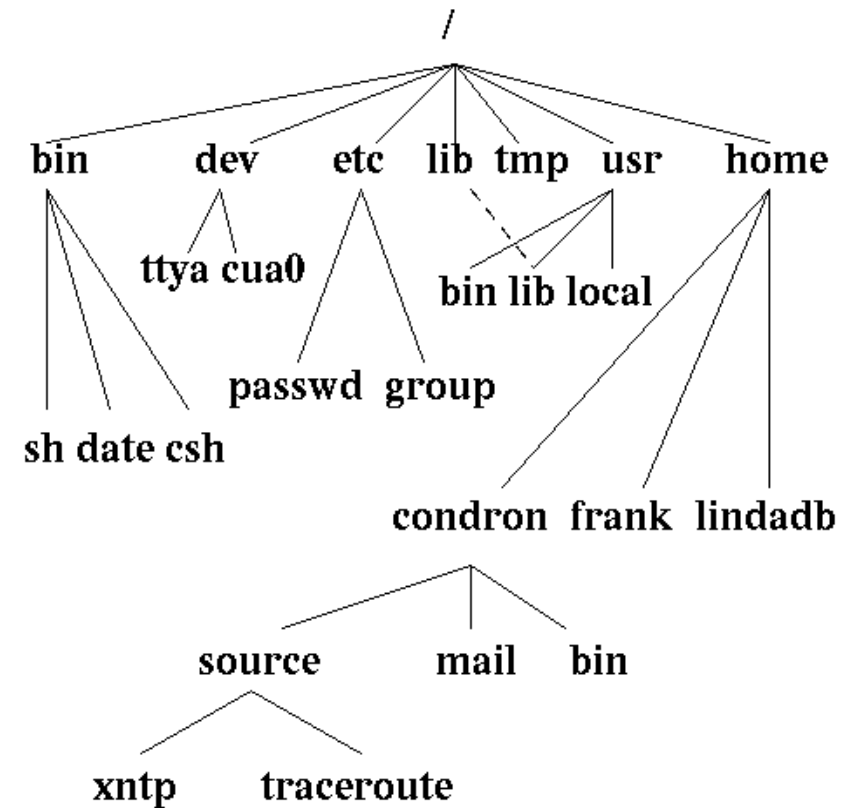 /
bin dev etc lib tmp usr home
ttya cua0
bin lib local
passwd group
sh date csh
condron frank lindadb
source mail bin
xntp traceroute